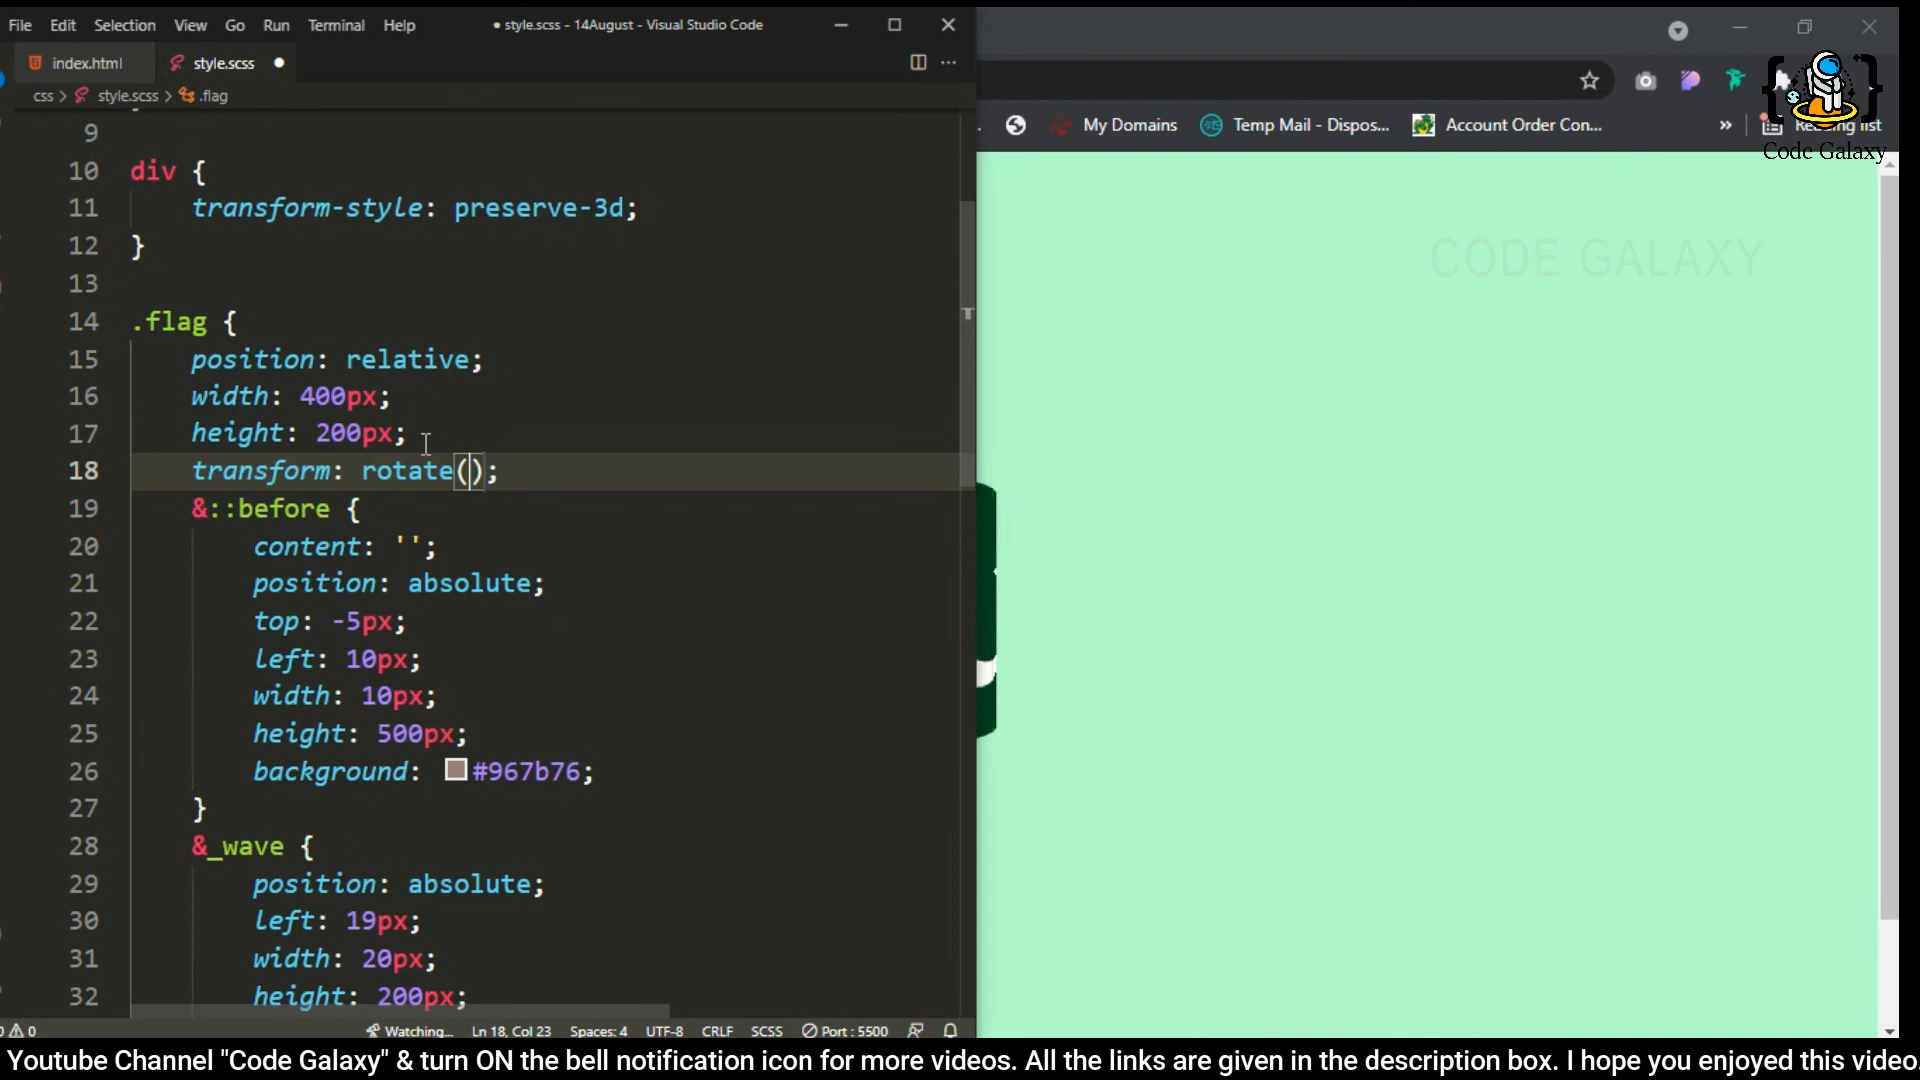 File Edit Selection View Go Run Terminal Help
● style.scss - 14August - Visual Studio Code
index.html style.scss ●
css > style.scss > .flag
9
10 div {
11 transform-style: preserve-3d;
12 }
13
14 .flag {
15 position: relative;
16 width: 400px;
17 height: 200px;
18 transform: rotate();
19 &::before {
20 content: '';
21 position: absolute;
22 top: -5px;
23 left: 10px;
24 width: 10px;
25 height: 500px;
26 background: #967b76;
27 }
28 &_wave {
29 position: absolute;
30 left: 19px;
31 width: 20px;
32 height: 200px;
0 Watching... Ln 18, Col 23 Spaces: 4 UTF-8 CRLF SCSS Port : 5500
My Domains Temp Mail - Dispos... Account Order Con... » Reading list
Code Galaxy
CODE GALAXY
Youtube Channel "Code Galaxy" & turn ON the bell notification icon for more videos. All the links are given in the description box. I hope you enjoyed this video